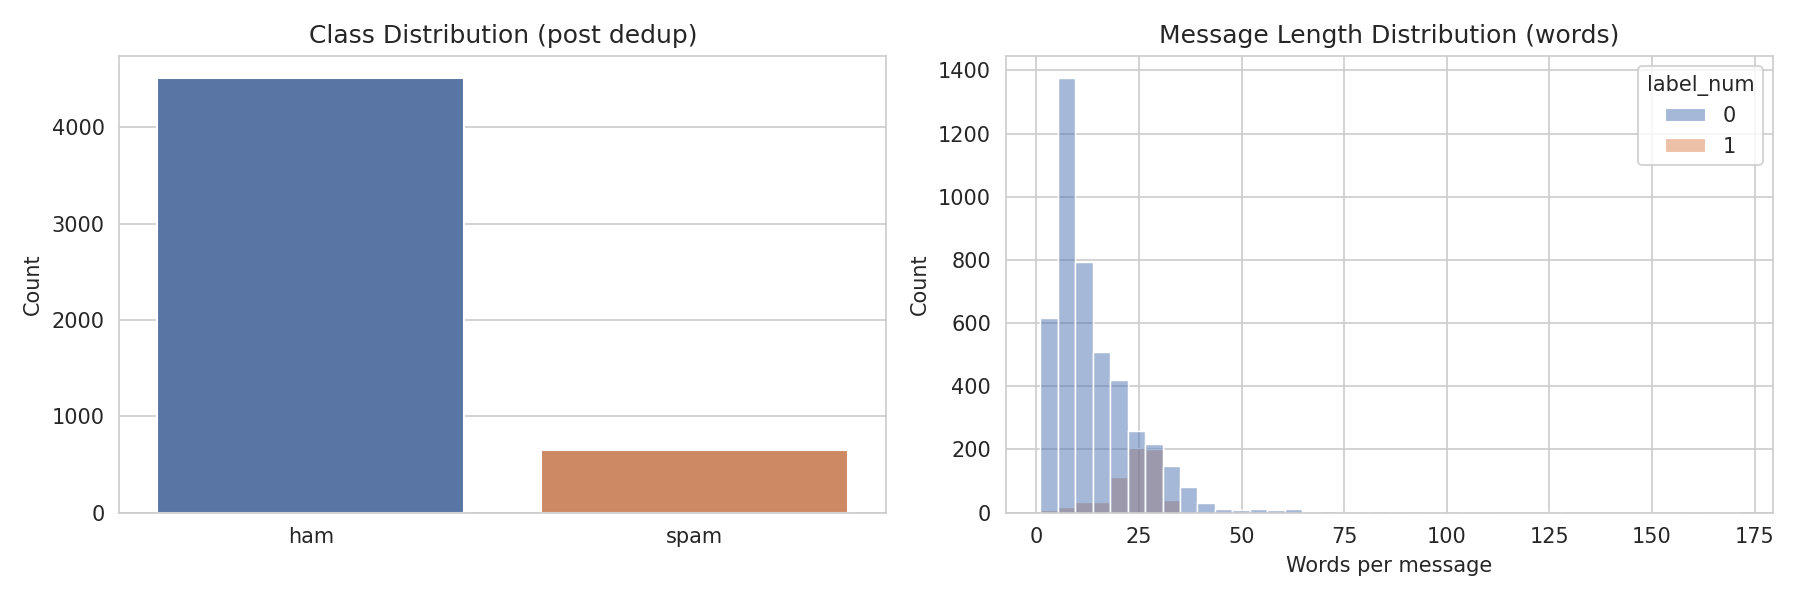 Class Distribution (post dedup)
Count
4000
3000
2000
1000
0
ham spam
Message Length Distribution (words)
Count
1400
1200
1000
800
600
400
200
0
0 25 50 75 100 125 150 175
Words per message
label_num
0
1